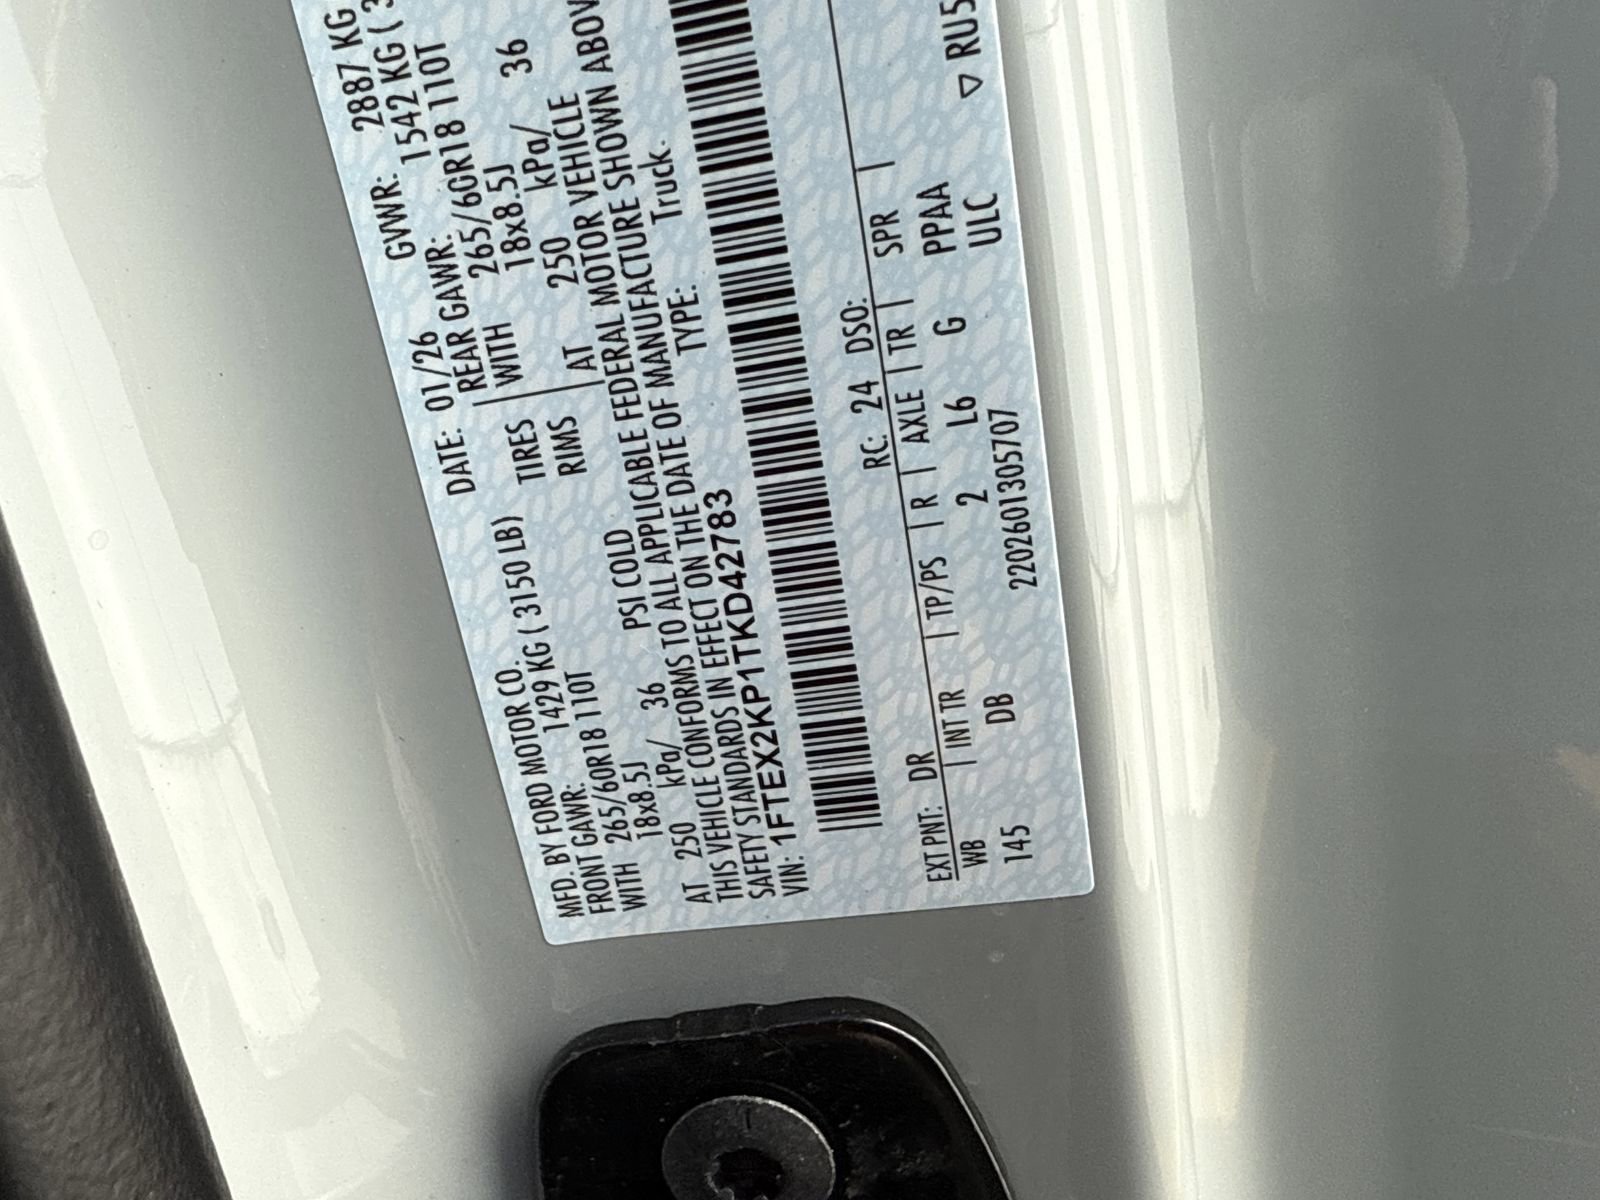 MFD. BY FORD MOTOR CO.
DATE: 01/26 GVWR: 2887 KG
FRONT GAWR: 1429 KG ( 3150 LB) REAR GAWR: 1542 KG (
WITH 265/60R18 110T TIRES WITH 265/60R18 110T
18x8.5J RIMS 18x8.5J
AT 250 kPa/ 36 PSI COLD AT 250 kPa/ 36
THIS VEHICLE CONFORMS TO ALL APPLICABLE FEDERAL MOTOR VEHICLE
SAFETY STANDARDS IN EFFECT ON THE DATE OF MANUFACTURE SHOWN ABOV
VIN: 1FTEX2KP1TKD42783 TYPE: Truck
EXT PNT: DR RC: 24 DSO:
WB | INT TR | TP/PS | R | AXLE | TR | SPR
145 DB 2 L6 G PPAA
2202601305707 ULC ▽ RU5